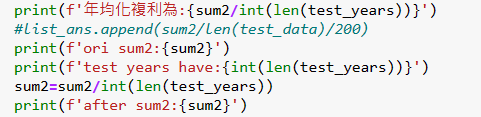 print(f'年均化複利為:{sum2/int(len(test_years))}')
#list_ans.append(sum2/len(test_data)/200)
print(f'ori sum2:{sum2}')
print(f'test years have:{int(len(test_years))}')
sum2=sum2/int(len(test_years))
print(f'after sum2:{sum2}')